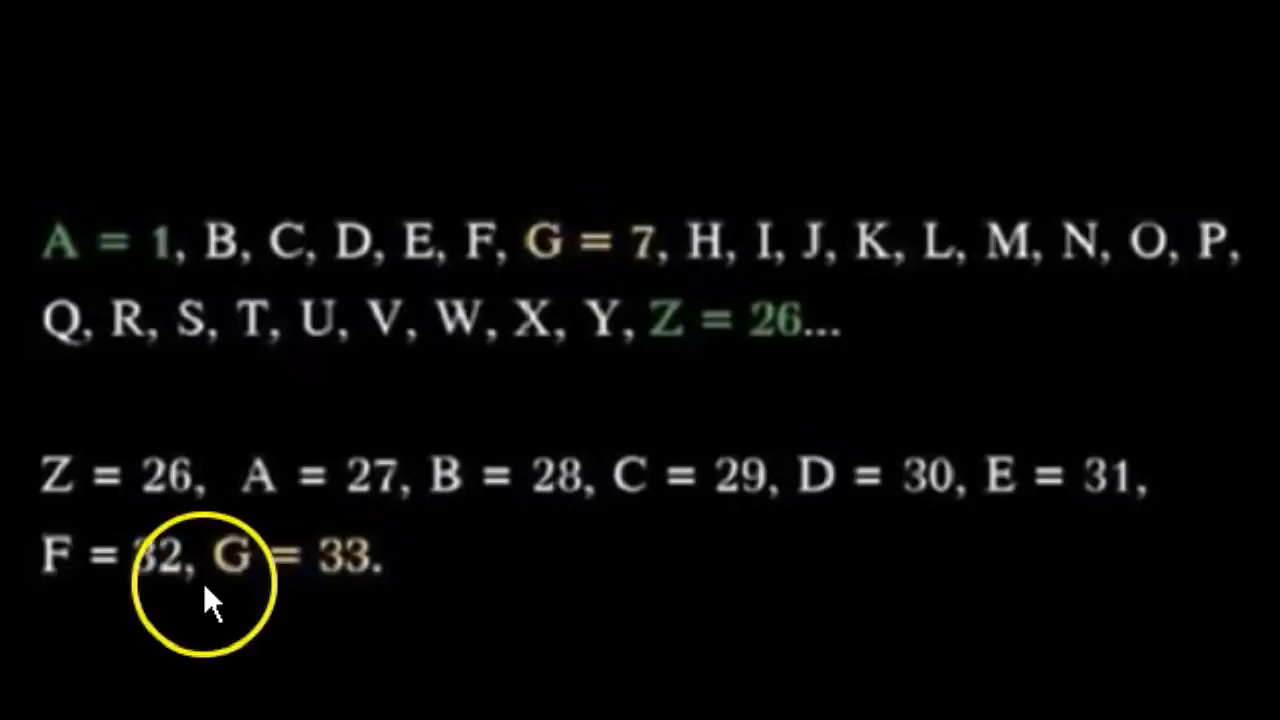 A = 1, B, C, D, E, F, G = 7, H, I, J, K, L, M, N, O, P,
Q, R, S, T, U, V, W, X, Y, Z = 26...
Z = 26, A = 27, B = 28, C = 29, D = 30, E = 31,
F = 32, G = 33.